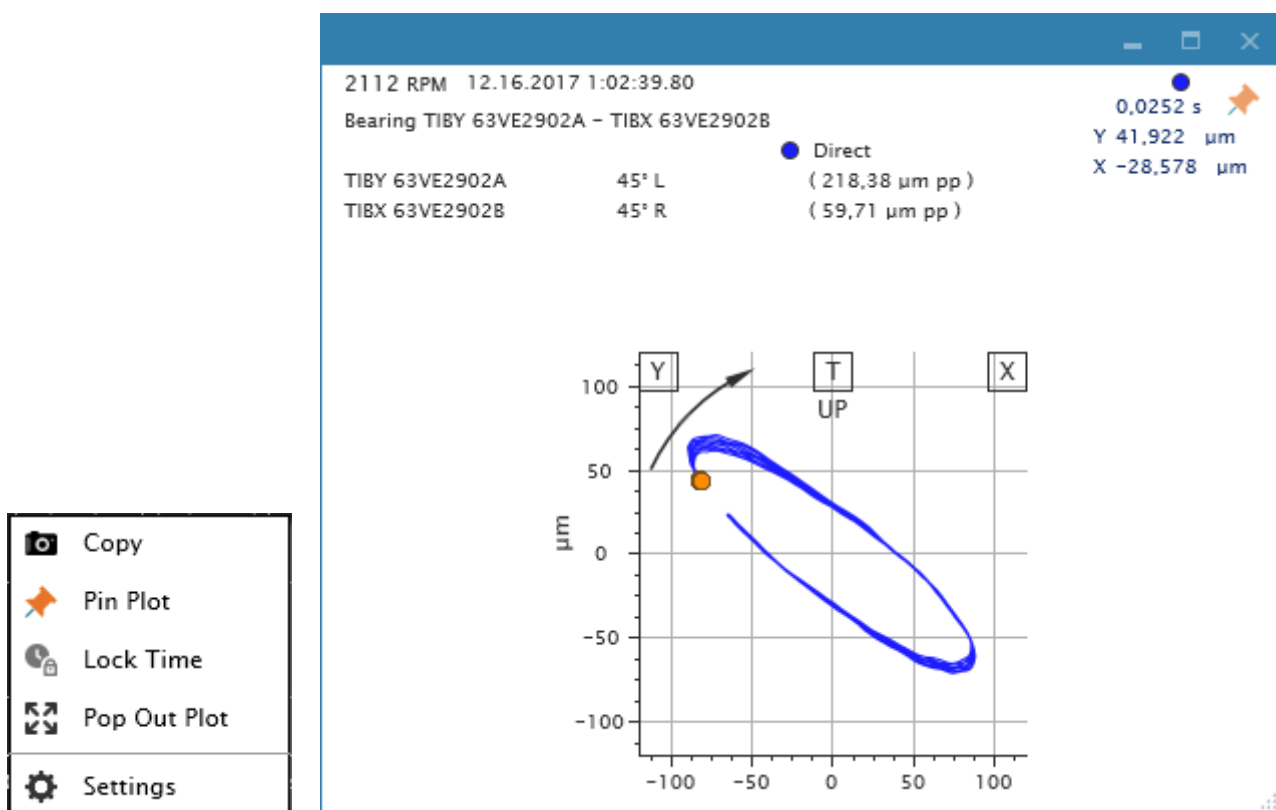 Copy
Pin Plot
Lock Time
Pop Out Plot
Settings
2112 RPM 12.16.2017 1:02:39.80
Bearing TIBY 63VE2902A - TIBX 63VE2902B
Direct
TIBY 63VE2902A 45° L ( 218,38 µm pp )
TIBX 63VE2902B 45° R ( 59,71 µm pp )
0,0252 s
Y 41,922 µm
X -28,578 µm
Y T X
UP
100
50
0
-50
-100
µm
-100 -50 0 50 100